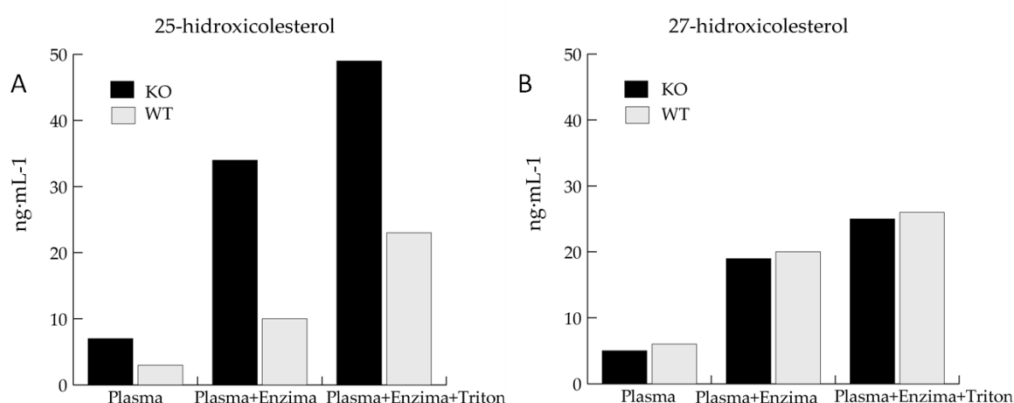 25-hidroxicolesterol
A
KO
WT
ng·mL-1
50
40
30
20
10
0
Plasma
Plasma+Enzima
Plasma+Enzima+Triton
27-hidroxicolesterol
B
KO
WT
ng·mL-1
50
40
30
20
10
0
Plasma
Plasma+Enzima
Plasma+Enzima+Triton